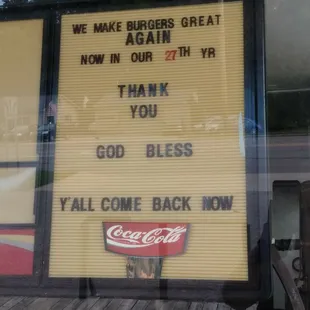 WE MAKE BURGERS GREAT
AGAIN
NOW IN OUR 27TH YR
THANK
YOU
GOD BLESS
Y'ALL COME BACK NOW
Coca-Cola